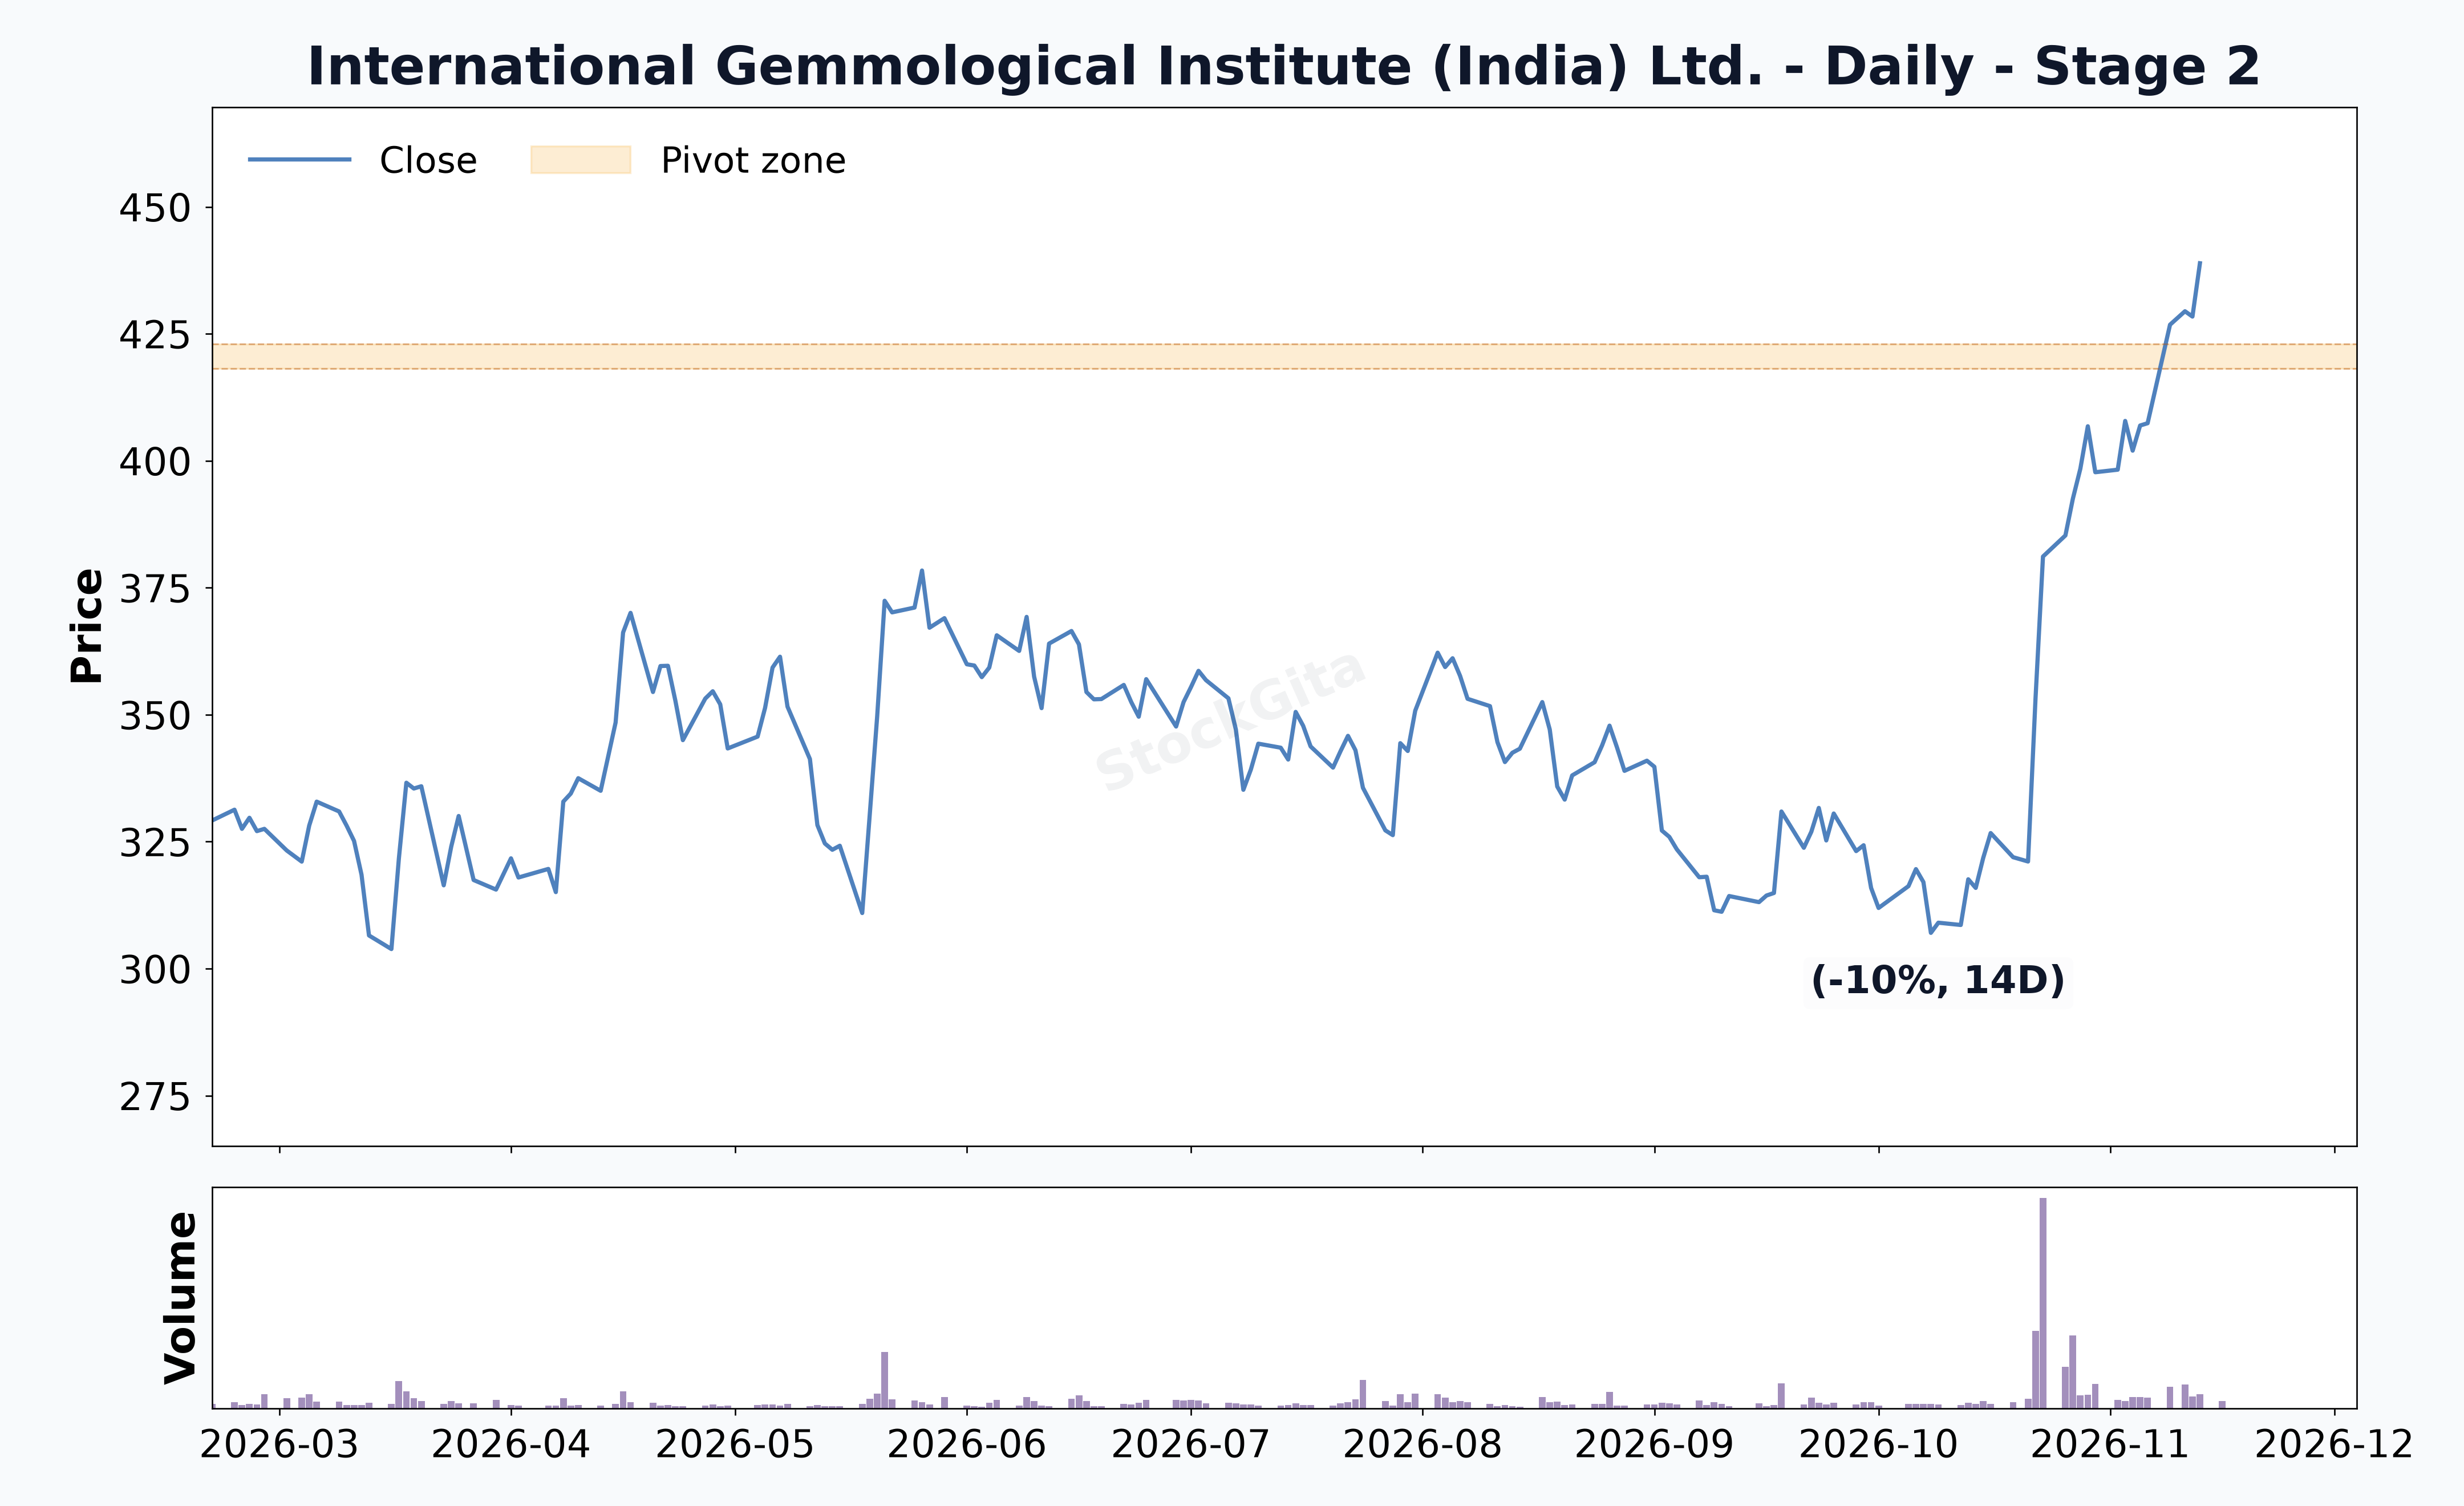 International Gemmological Institute (India) Ltd. - Daily - Stage 2
Close
Pivot zone
450
425
400
375
350
325
300
275
Price
StockGita
(-10%, 14D)
Volume
2026-03
2026-04
2026-05
2026-06
2026-07
2026-08
2026-09
2026-10
2026-11
2026-12